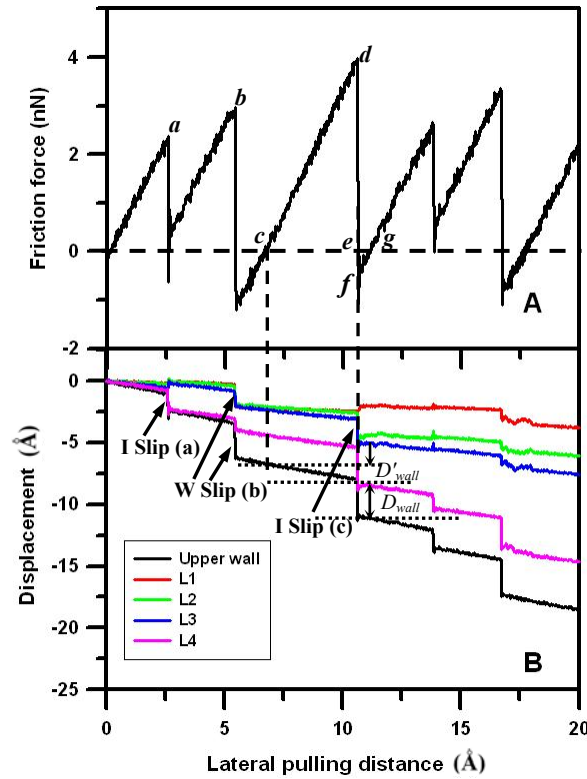 Friction force (nN)
4
2
0
-2
a
b
c
d
e
f
g
A
Displacement (Å)
0
-5
-10
-15
-20
-25
I Slip (a)
W Slip (b)
I Slip (c)
D'wall
Dwall
Upper wall
L1
L2
L3
L4
B
0 5 10 15 20
Lateral pulling distance (Å)